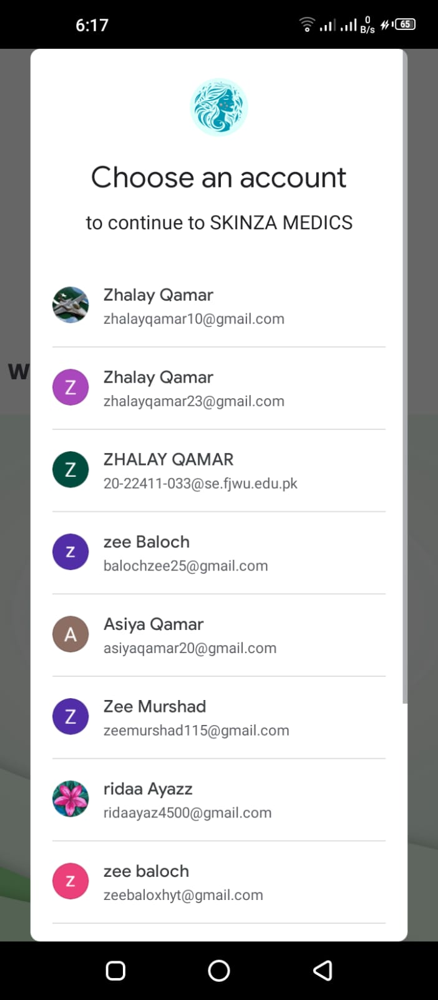 6:17
0
B/s
65
Choose an account
to continue to SKINZA MEDICS
W
Zhalay Qamar
zhalayqamar10@gmail.com
Z
Zhalay Qamar
zhalayqamar23@gmail.com
Z
ZHALAY QAMAR
20-22411-033@se.fjwu.edu.pk
z
zee Baloch
balochzee25@gmail.com
A
Asiya Qamar
asiyaqamar20@gmail.com
Z
Zee Murshad
zeemurshad115@gmail.com
ridaa Ayazz
ridaayaz4500@gmail.com
z
zee baloch
zeebaloxhyt@gmail.com